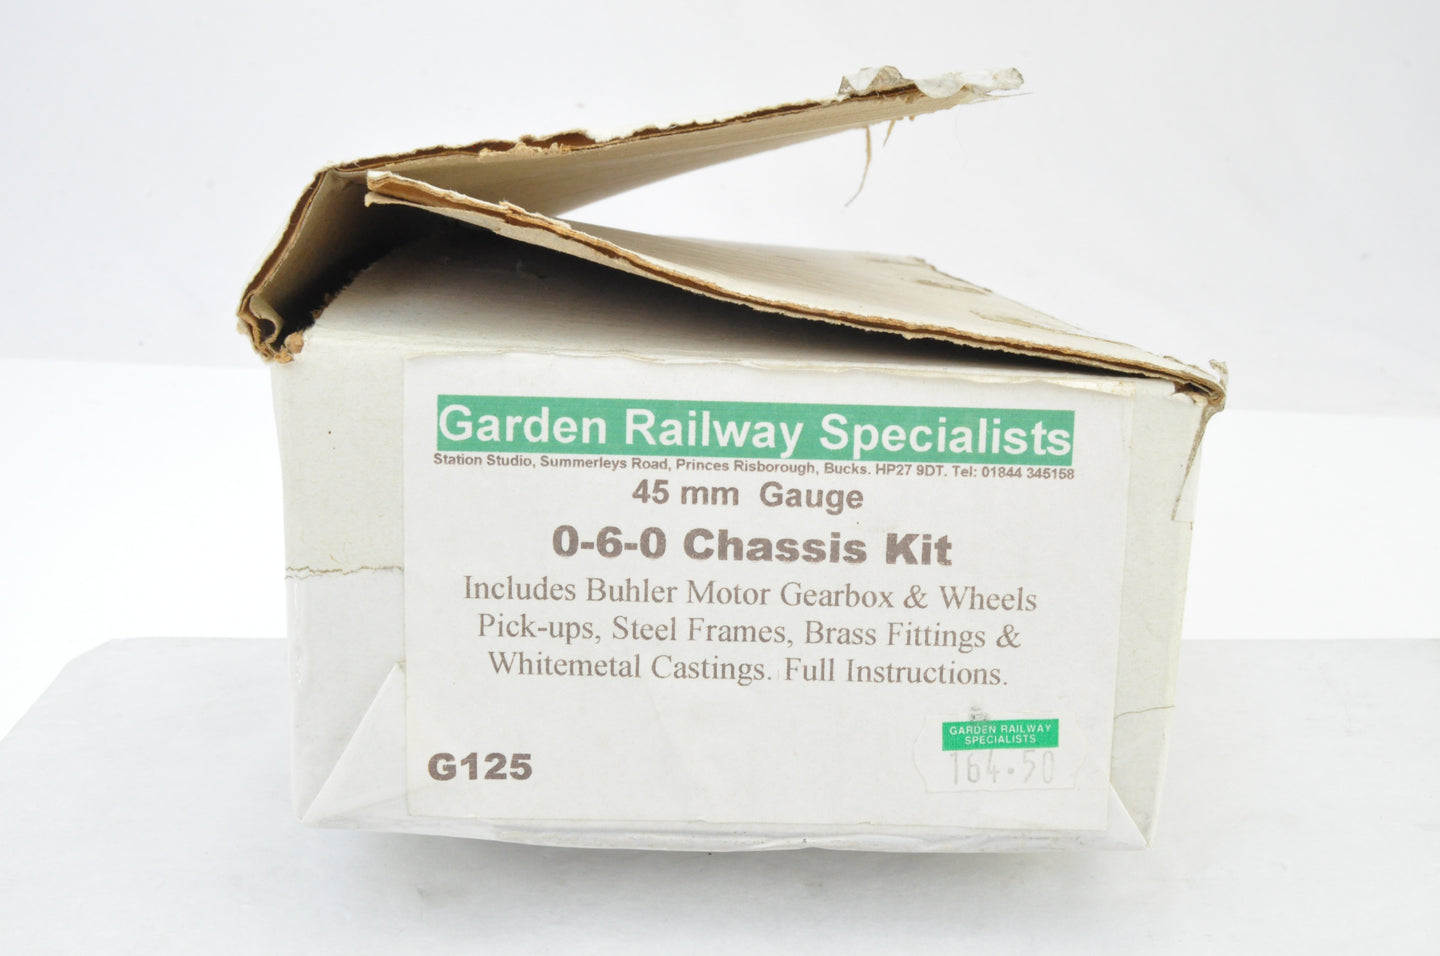 Garden Railway Specialists
Station Studio, Summerleys Road, Princes Risborough, Bucks. HP27 9DT. Tel: 01844 345158
45 mm Gauge
0-6-0 Chassis Kit
Includes Buhler Motor Gearbox & Wheels
Pick-ups, Steel Frames, Brass Fittings &
Whitemetal Castings. Full Instructions.
G125
GARDEN RAILWAY
SPECIALISTS
164.50